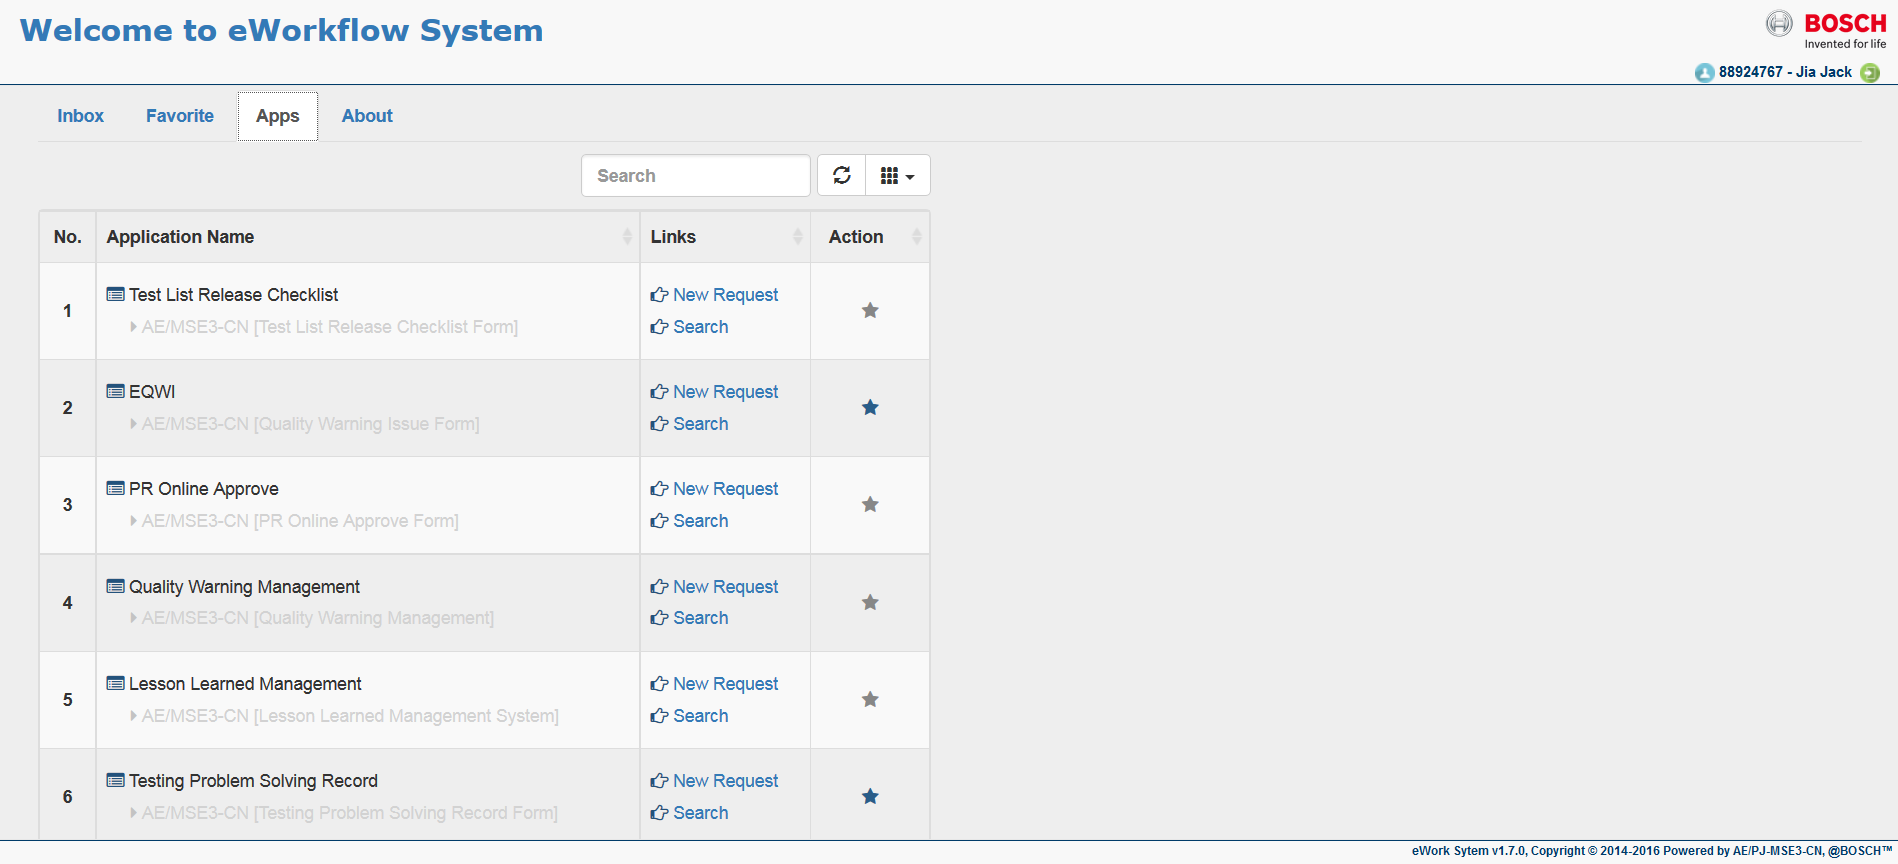 Welcome to eWorkflow System
BOSCH
Invented for life
88924767 - Jia Jack
Inbox Favorite Apps About
Search
No. Application Name Links Action
1 Test List Release Checklist New Request
AE/MSE3-CN [Test List Release Checklist Form] Search
2 EQWI New Request
AE/MSE3-CN [Quality Warning Issue Form] Search
3 PR Online Approve New Request
AE/MSE3-CN [PR Online Approve Form] Search
4 Quality Warning Management New Request
AE/MSE3-CN [Quality Warning Management] Search
5 Lesson Learned Management New Request
AE/MSE3-CN [Lesson Learned Management System] Search
6 Testing Problem Solving Record New Request
AE/MSE3-CN [Testing Problem Solving Record Form] Search
eWork Sytem v1.7.0, Copyright © 2014-2016 Powered by AE/PJ-MSE3-CN, @BOSCH™